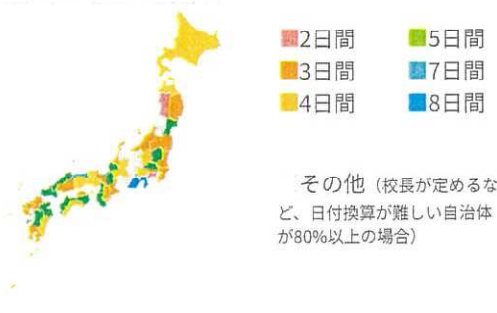 2日間
5日間
3日間
7日間
4日間
8日間
その他（校長が定めるな
ど、日付換算が難しい自治体
が80%以上の場合）